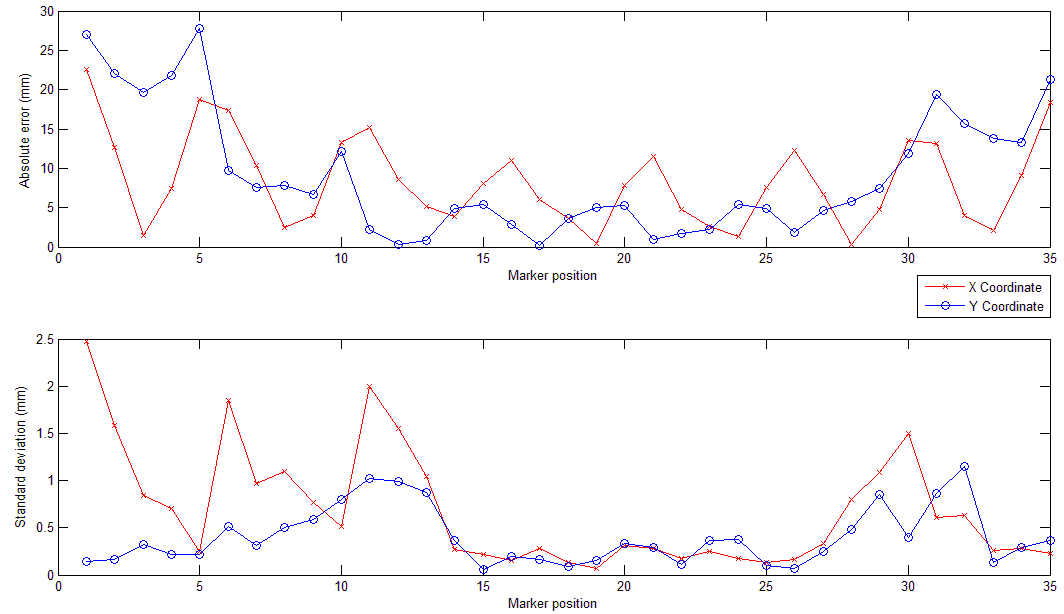 30
25
20
15
10
5
0
Absolute error (mm)
0 5 10 15 20 25 30 35
Marker position
X Coordinate
Y Coordinate
2.5
2
1.5
1
0.5
0
Standard deviation (mm)
0 5 10 15 20 25 30 35
Marker position